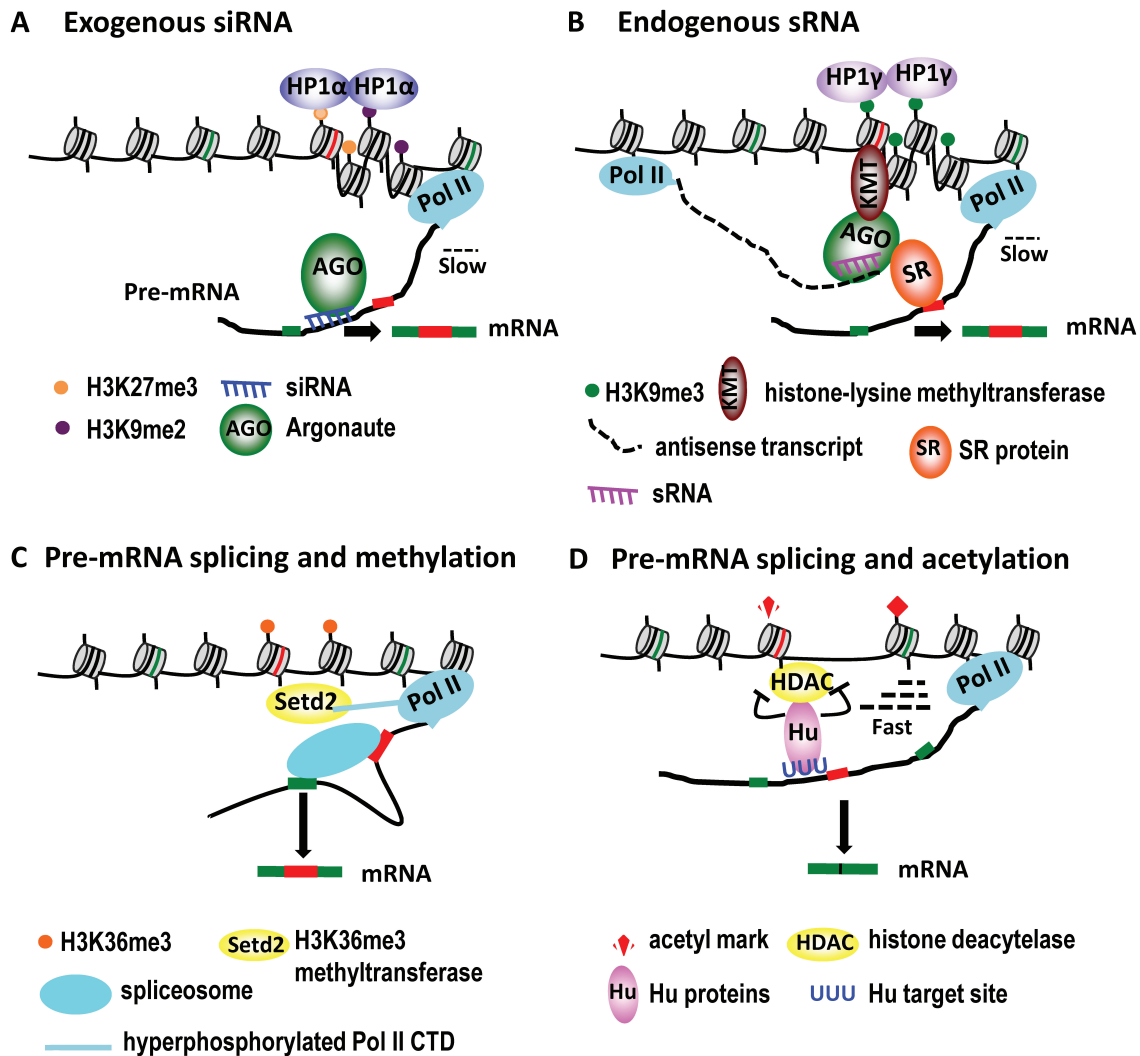 A Exogenous siRNA
HP1α HP1α
Pol II
AGO
Slow
Pre-mRNA
mRNA
H3K27me3 siRNA
H3K9me2 AGO Argonaute
B Endogenous sRNA
HP1γ HP1γ
Pol II
KMT
Pol II
AGO
SR
Slow
mRNA
H3K9me3 KMT histone-lysine methyltransferase
antisense transcript SR SR protein
sRNA
C Pre-mRNA splicing and methylation
Setd2 Pol II
mRNA
H3K36me3 Setd2 H3K36me3
methyltransferase
spliceosome
hyperphosphorylated Pol II CTD
D Pre-mRNA splicing and acetylation
HDAC Pol II
Hu Fast
UUU
mRNA
acetyl mark HDAC histone deacytelase
Hu Hu proteins UUU Hu target site